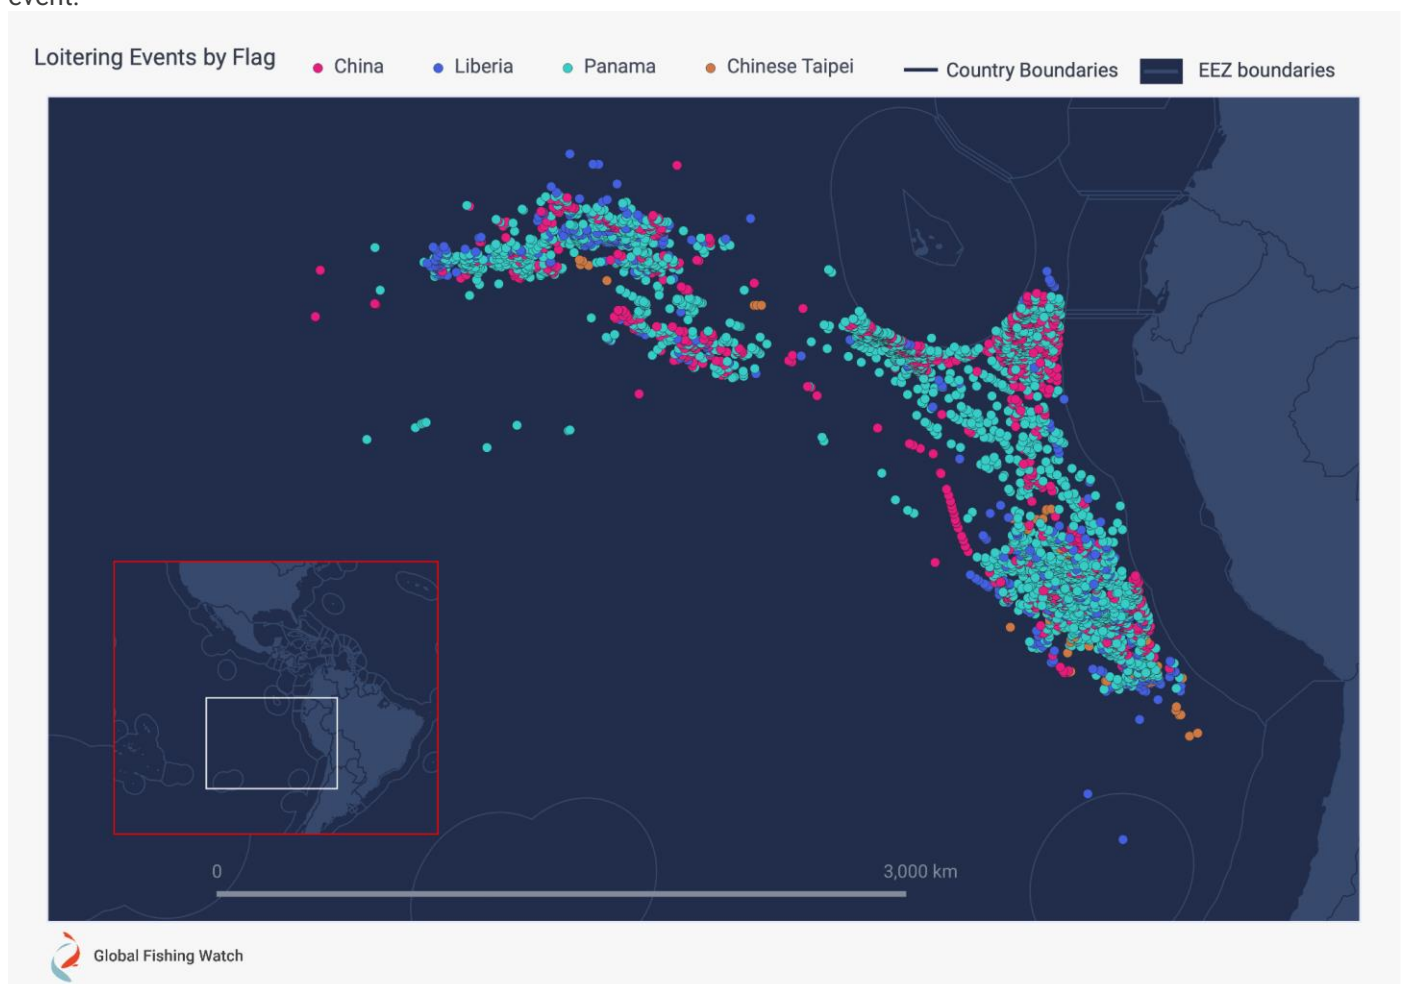 event.
Loitering Events by Flag China Liberia Panama Chinese Taipei Country Boundaries EEZ boundaries
0 3,000 km
Global Fishing Watch